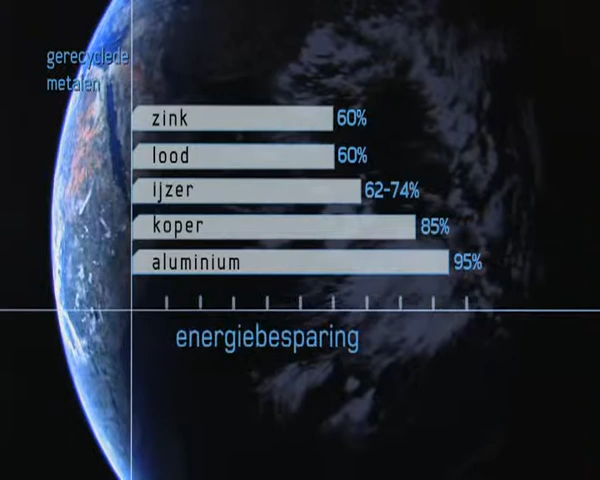 gerecyclede
metalen
zink 60%
lood 60%
ijzer 62-74%
koper 85%
aluminium 95%
energiebesparing